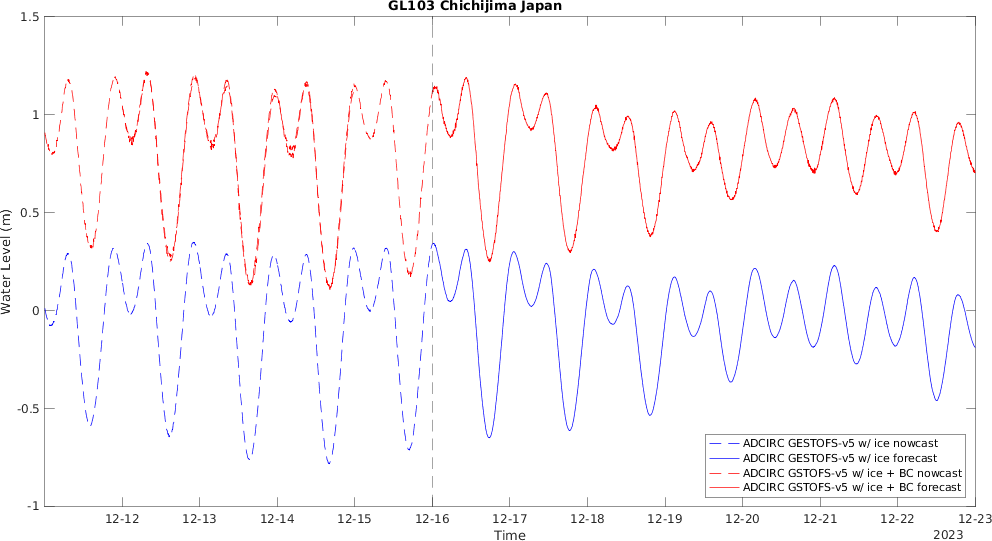 GL103 Chichijima Japan
1.5
1
0.5
0
-0.5
-1
Water Level (m)
12-12 12-13 12-14 12-15 12-16 12-17 12-18 12-19 12-20 12-21 12-22 12-23
Time
2023
ADCIRC GESTOFS-v5 w/ ice nowcast
ADCIRC GESTOFS-v5 w/ ice forecast
ADCIRC GSTOFS-v5 w/ ice + BC nowcast
ADCIRC GSTOFS-v5 w/ ice + BC forecast